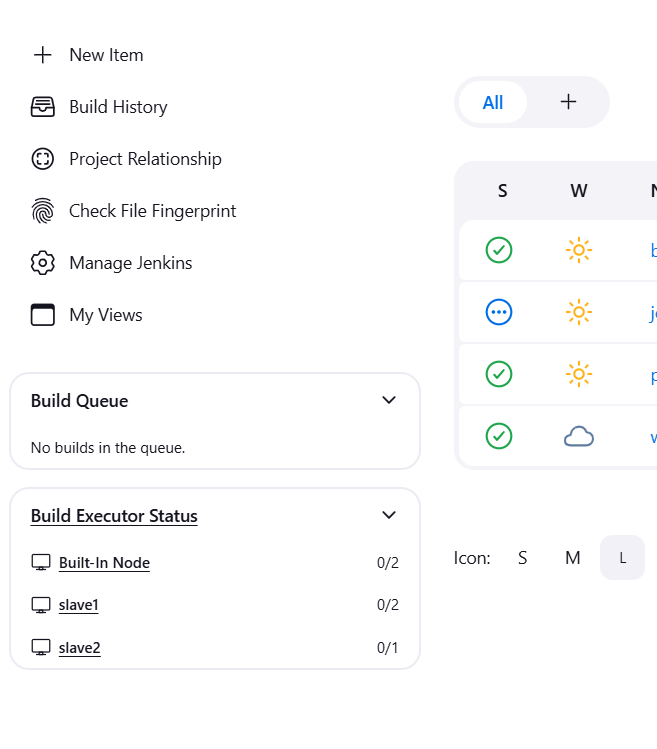 New Item
Build History
Project Relationship
Check File Fingerprint
Manage Jenkins
My Views
Build Queue
No builds in the queue.
Build Executor Status
Built-In Node 0/2
slave1 0/2
slave2 0/1
All +
S W
Icon: S M L